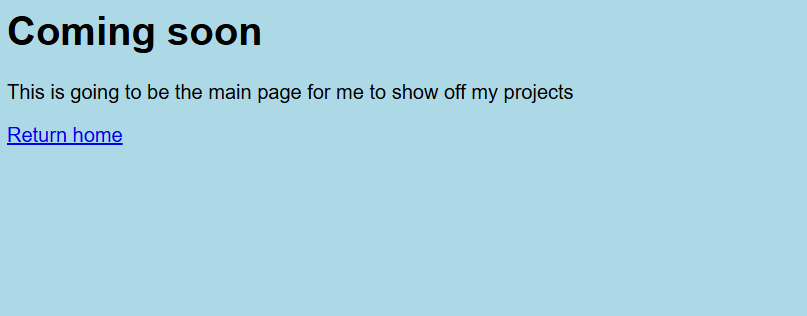 Coming soon
This is going to be the main page for me to show off my projects
Return home